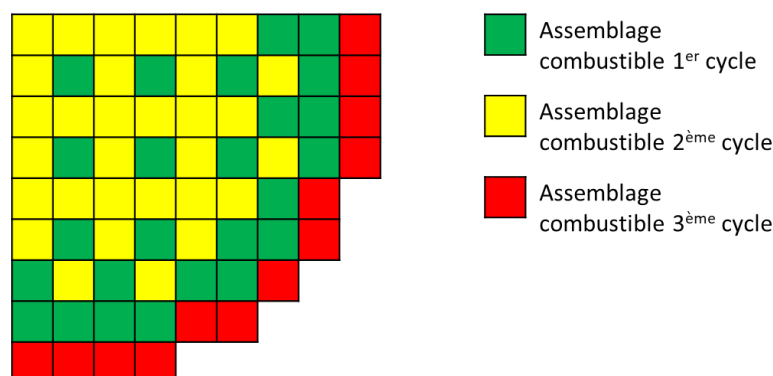 Assemblage
combustible 1er cycle
Assemblage
combustible 2ème cycle
Assemblage
combustible 3ème cycle